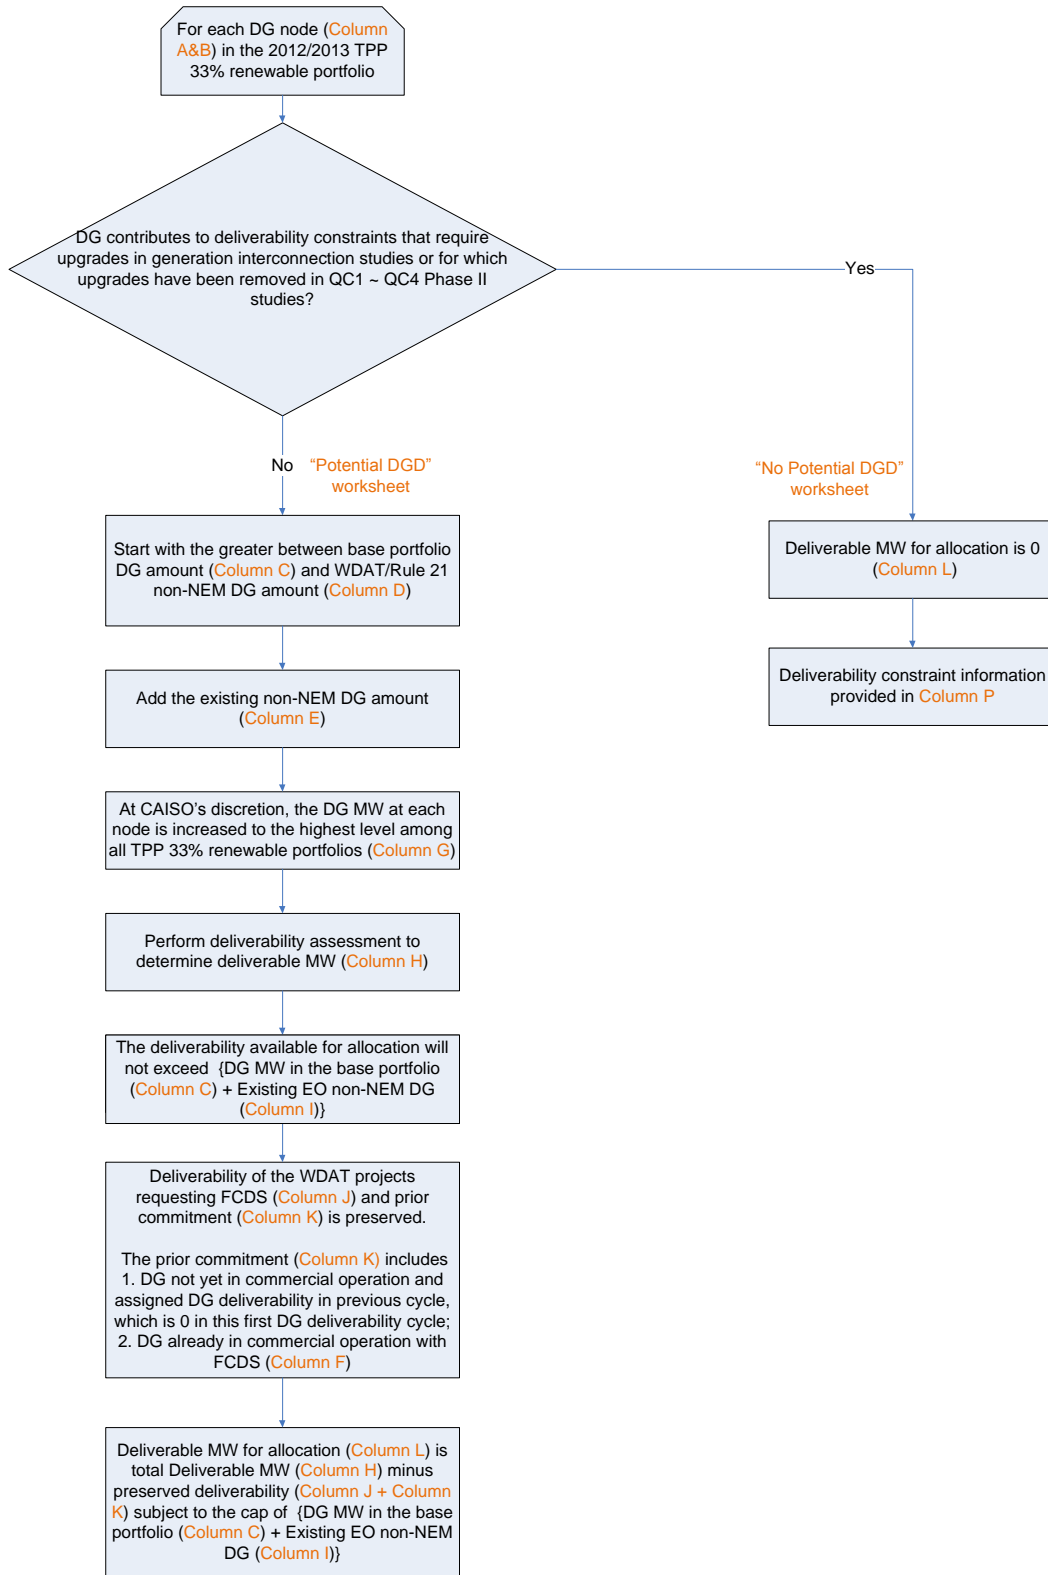 For each DG node (Column
A&B) in the 2012/2013 TPP
33% renewable portfolio
DG contributes to deliverability constraints that require
upgrades in generation interconnection studies or for which
upgrades have been removed in QC1 ~ QC4 Phase II
studies?
Yes
No
“Potential DGD”
worksheet
“No Potential DGD”
worksheet
Start with the greater between base portfolio
DG amount (Column C) and WDAT/Rule 21
non-NEM DG amount (Column D)
Deliverable MW for allocation is 0
(Column L)
Add the existing non-NEM DG amount
(Column E)
Deliverability constraint information
provided in Column P
At CAISO’s discretion, the DG MW at each
node is increased to the highest level among
all TPP 33% renewable portfolios (Column G)
Perform deliverability assessment to
determine deliverable MW (Column H)
The deliverability available for allocation will
not exceed {DG MW in the base portfolio
(Column C) + Existing EO non-NEM DG
(Column I)}
Deliverability of the WDAT projects
requesting FCDS (Column J) and prior
commitment (Column K) is preserved.
The prior commitment (Column K) includes
1. DG not yet in commercial operation and
assigned DG deliverability in previous cycle,
which is 0 in this first DG deliverability cycle;
2. DG already in commercial operation with
FCDS (Column F)
Deliverable MW for allocation (Column L) is
total Deliverable MW (Column H) minus
preserved deliverability (Column J + Column
K) subject to the cap of {DG MW in the base
portfolio (Column C) + Existing EO non-NEM
DG (Column I)}